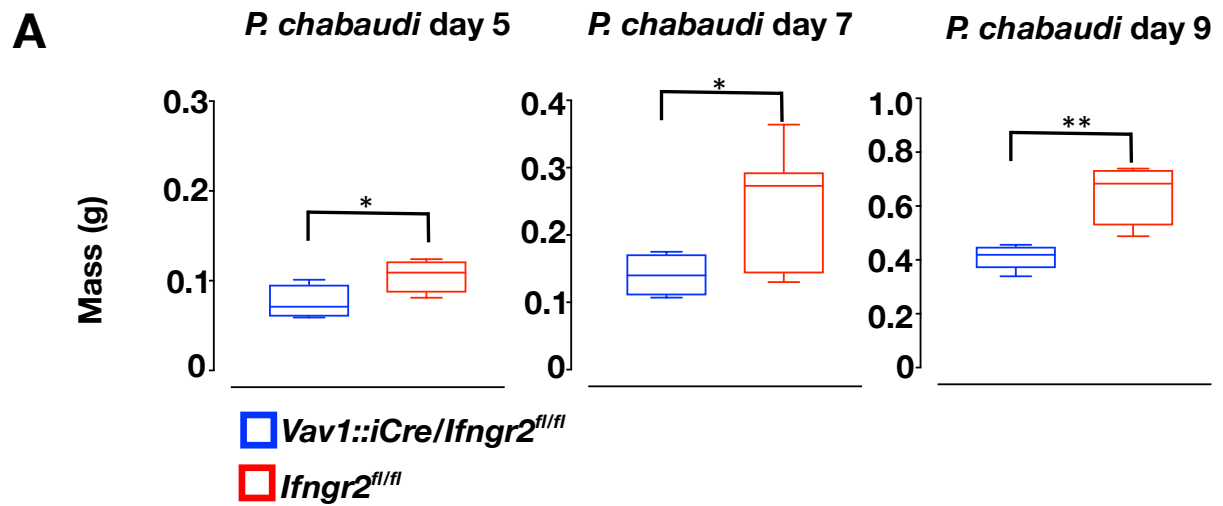 A
P. chabaudi day 5
P. chabaudi day 7
P. chabaudi day 9
Mass (g)
0.3
0.2
0.1
0
*
0.4
0.3
0.2
0.1
0
*
1.0
0.8
0.6
0.4
0.2
0
**
Vav1::iCre/Ifngr2fl/fl
Ifngr2fl/fl